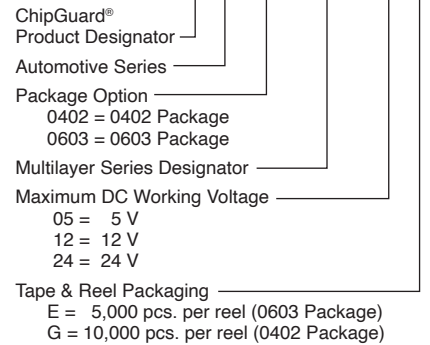 ChipGuard®
Product Designator
Automotive Series
Package Option
0402 = 0402 Package
0603 = 0603 Package
Multilayer Series Designator
Maximum DC Working Voltage
05 = 5 V
12 = 12 V
24 = 24 V
Tape & Reel Packaging
E = 5,000 pcs. per reel (0603 Package)
G = 10,000 pcs. per reel (0402 Package)